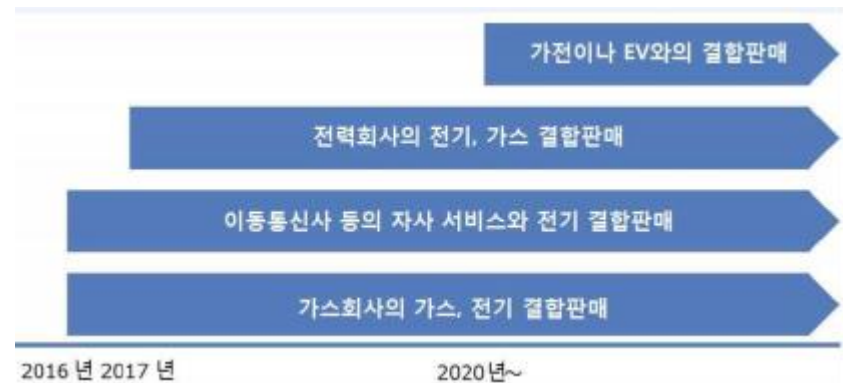 가전이나 EV와의 결합판매
전력회사의 전기, 가스 결합판매
이동통신사 등의 자사 서비스와 전기 결합판매
가스회사의 가스, 전기 결합판매
2016 년 2017 년 2020년~